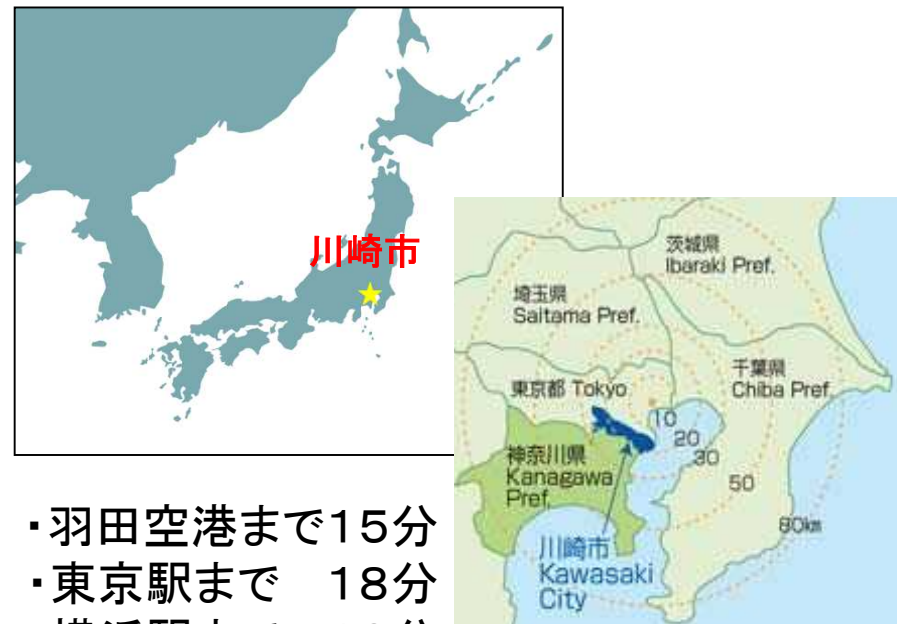 川崎市
茨城県
Ibaraki Pref.
埼玉県
Saitama Pref.
千葉県
Chiba Pref.
東京都 Tokyo
10
20
30
50
80km
神奈川県
Kanagawa
Pref.
川崎市
Kawasaki
City
・羽田空港まで15分
・東京駅まで　18分